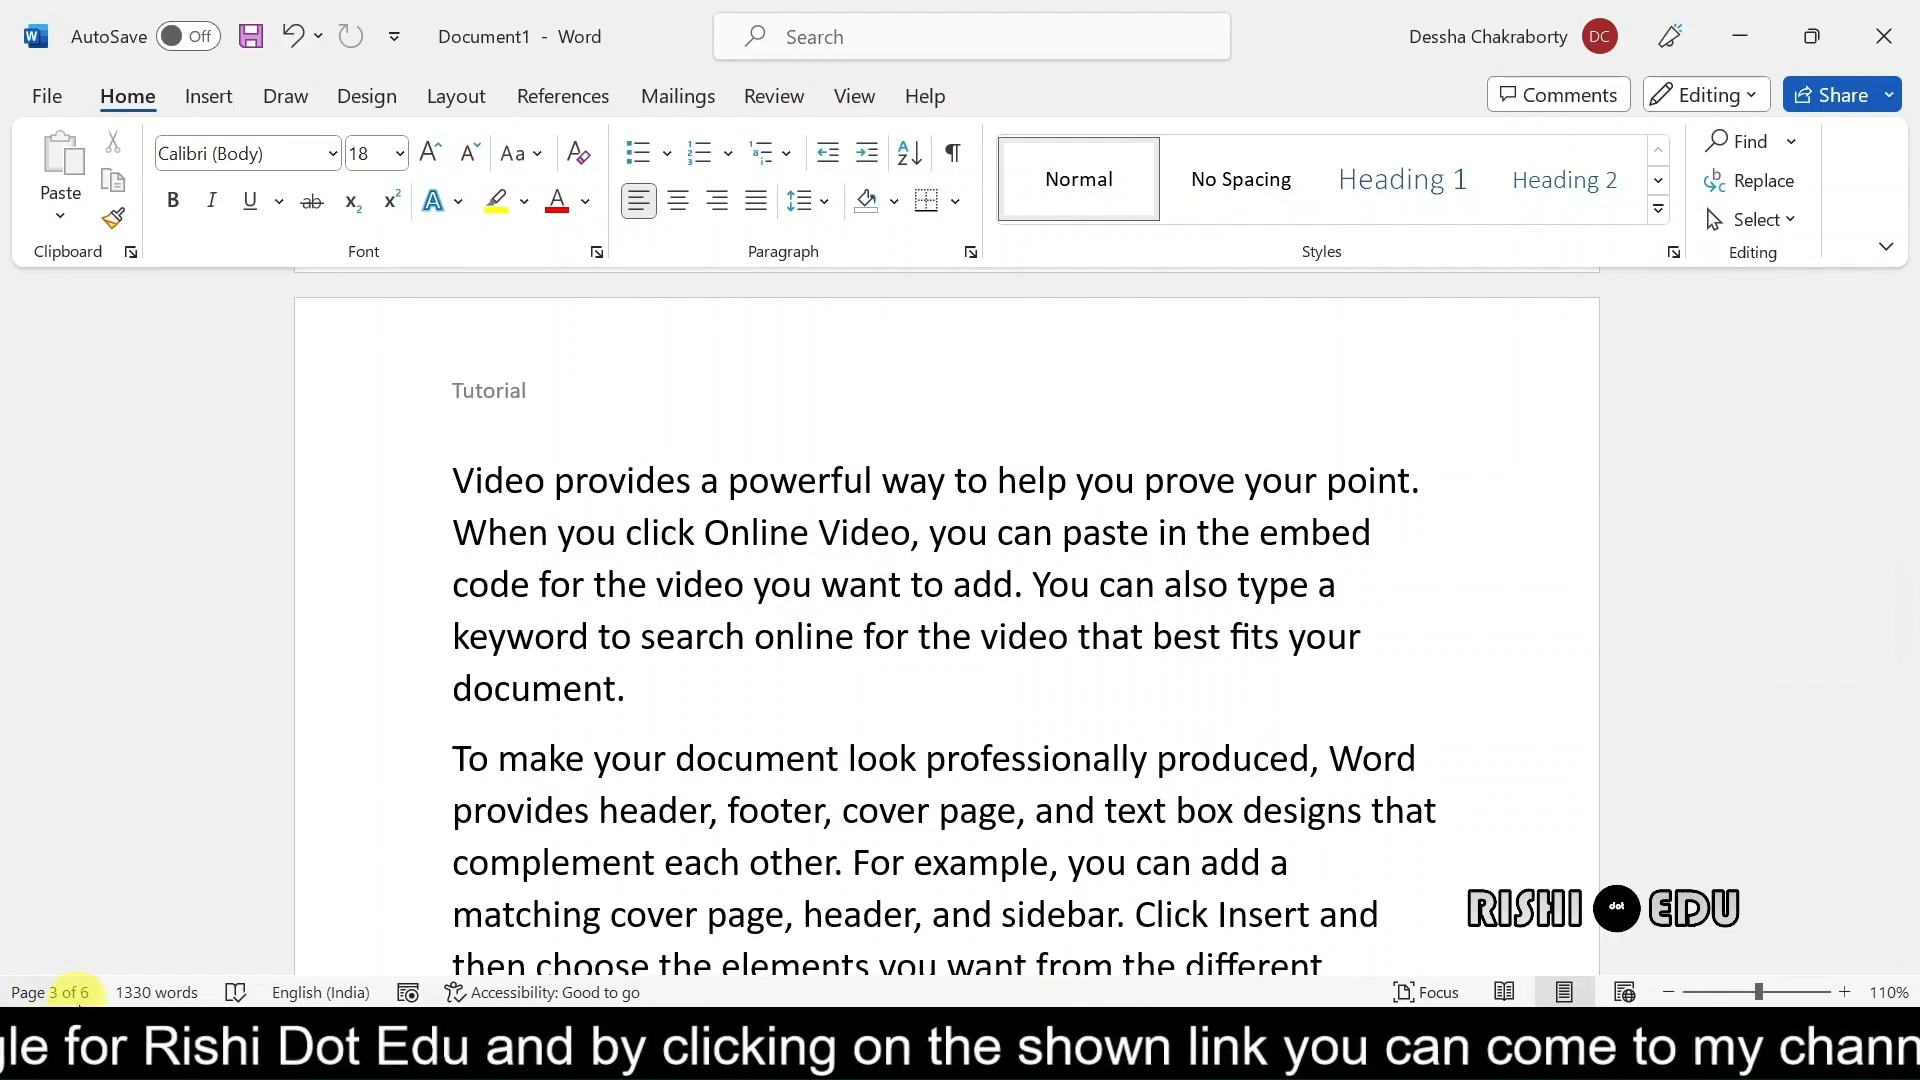 AutoSave Off Document1 - Word Search Dessha Chakraborty DC
File Home Insert Draw Design Layout References Mailings Review View Help Comments Editing Share
Paste Calibri (Body) 18 Aa Normal No Spacing Heading 1 Heading 2 Find
Replace
Select
Clipboard Font Paragraph Styles Editing
Tutorial
Video provides a powerful way to help you prove your point.
When you click Online Video, you can paste in the embed
code for the video you want to add. You can also type a
keyword to search online for the video that best fits your
document.
To make your document look professionally produced, Word
provides header, footer, cover page, and text box designs that
complement each other. For example, you can add a
matching cover page, header, and sidebar. Click Insert and
then choose the elements you want from the different
RISHI dot EDU
Page 3 of 6 1330 words English (India) Accessibility: Good to go Focus 110%
gle for Rishi Dot Edu and by clicking on the shown link you can come to my chann